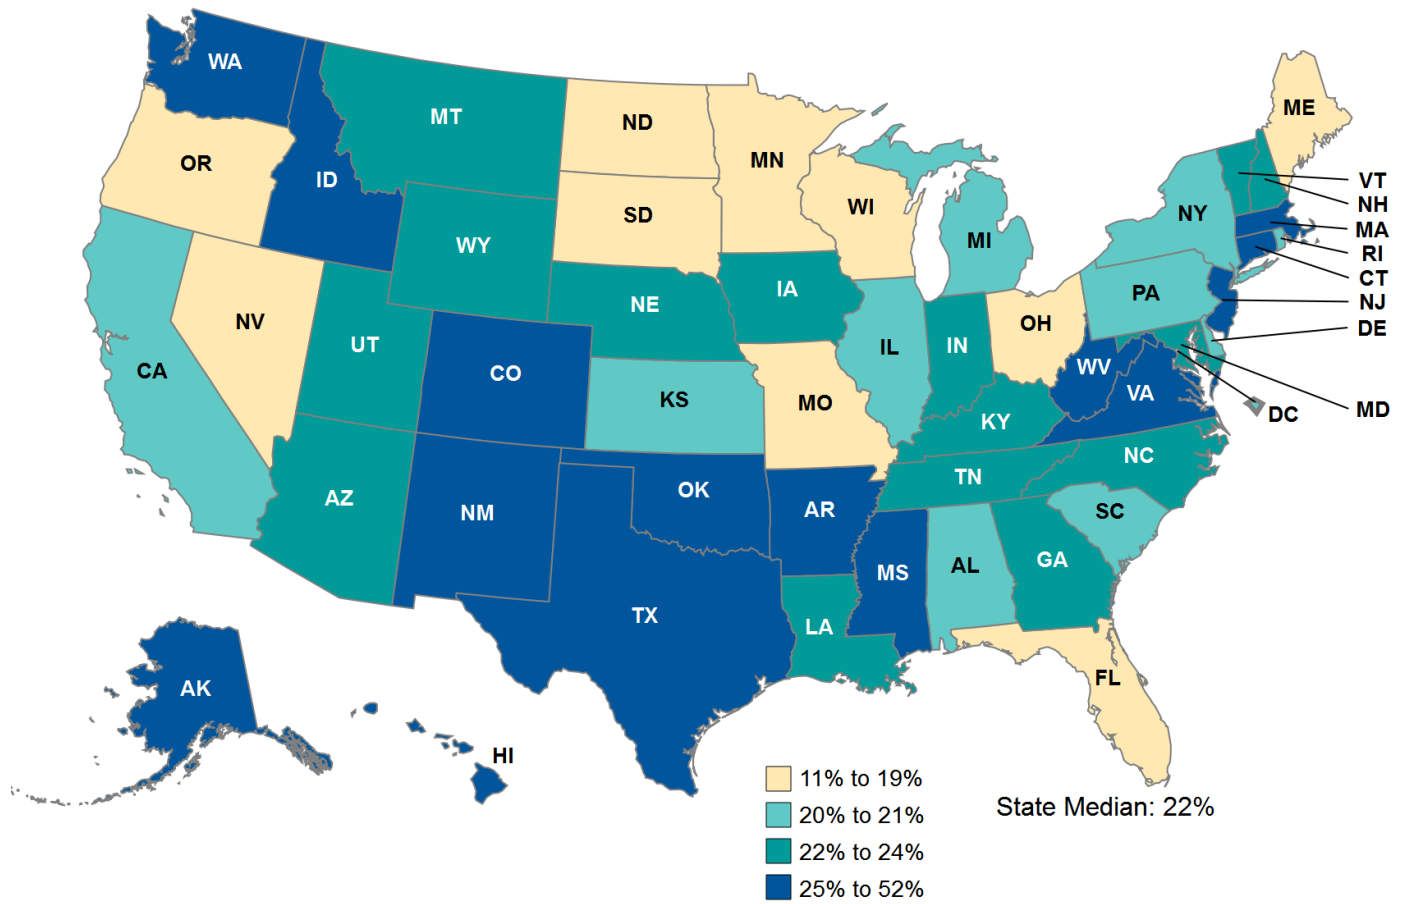 WA
MT
ND
MN
ME
OR
ID
SD
WI
MI
NY
VT
NH
MA
RI
CT
NJ
DE
MD
DC
WY
IA
NE
PA
NV
UT
CO
CA
KS
MO
IL
IN
OH
WV
VA
KY
NC
TN
AZ
NM
OK
AR
SC
MS
AL
GA
TX
LA
FL
AK
HI
11% to 19%
20% to 21%
22% to 24%
25% to 52%
State Median: 22%